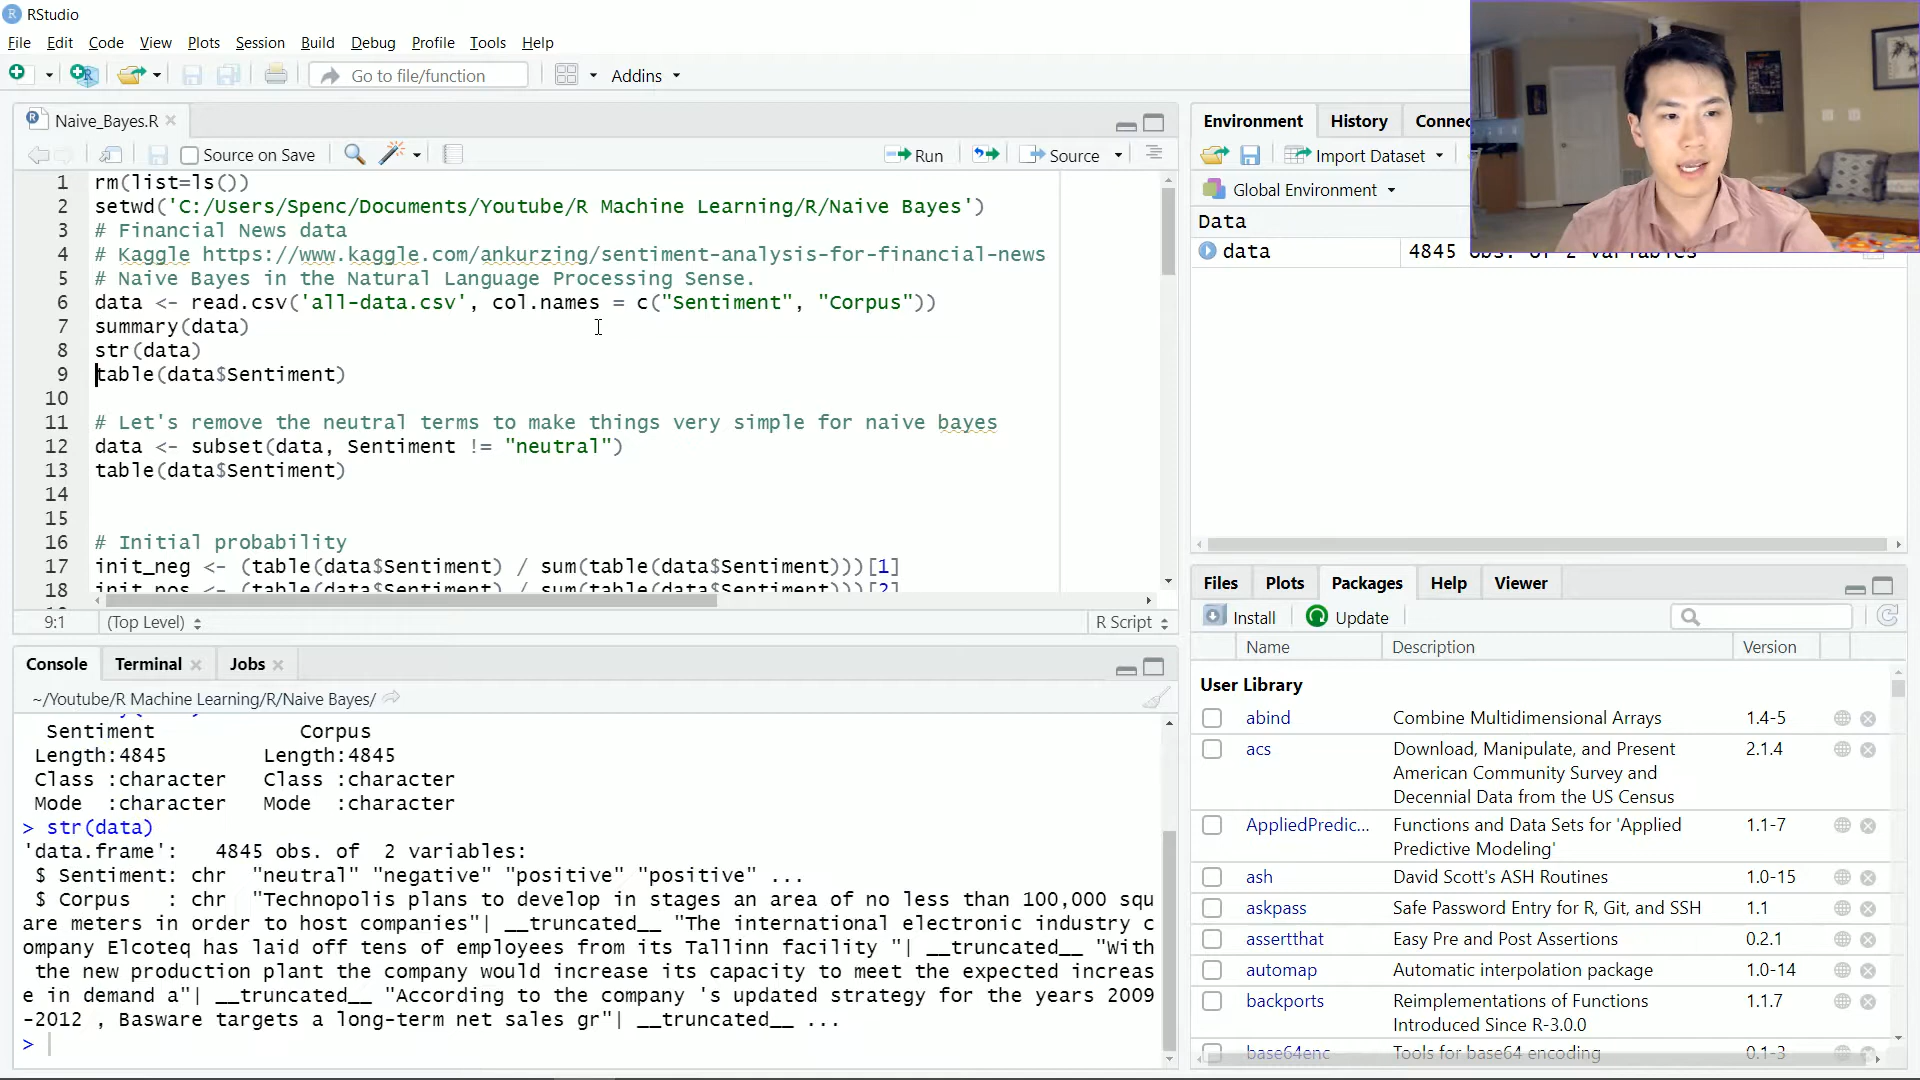 RStudio
File Edit Code View Plots Session Build Debug Profile Tools Help
Go to file/function Addins
Naive_Bayes.R
Source on Save Run Source
1 rm(list=ls())
2 setwd('C:/Users/Spenc/Documents/Youtube/R Machine Learning/R/Naive Bayes')
3 # Financial News data
4 # Kaggle https://www.kaggle.com/ankurzing/sentiment-analysis-for-financial-news
5 # Naive Bayes in the Natural Language Processing Sense.
6 data <- read.csv('all-data.csv', col.names = c("Sentiment", "Corpus"))
7 summary(data)
8 str(data)
9 table(data$Sentiment)
10
11 # Let's remove the neutral terms to make things very simple for naive bayes
12 data <- subset(data, Sentiment != "neutral")
13 table(data$Sentiment)
14
15
16 # Initial probability
17 init_neg <- (table(data$Sentiment) / sum(table(data$Sentiment)))[1]
18 init_pos <- (table(data$Sentiment) / sum(table(data$Sentiment)))[2]
9:1 (Top Level) R Script
Console Terminal Jobs
~/Youtube/R Machine Learning/R/Naive Bayes/
Sentiment Corpus
Length:4845 Length:4845
Class :character Class :character
Mode :character Mode :character
> str(data)
'data.frame': 4845 obs. of 2 variables:
$ Sentiment: chr "neutral" "negative" "positive" "positive" ...
$ Corpus : chr "Technopolis plans to develop in stages an area of no less than 100,000 squ
are meters in order to host companies"| __truncated__ "The international electronic industry c
ompany Elcoteq has laid off tens of employees from its Tallinn facility "| __truncated__ "With
the new production plant the company would increase its capacity to meet the expected increas
e in demand a"| __truncated__ "According to the company 's updated strategy for the years 2009
-2012 , Basware targets a long-term net sales gr"| __truncated__ ...
>
Environment History Connec
Import Dataset
Global Environment
Data
data 4845 obs. of 2 variables
Files Plots Packages Help Viewer
Install Update
Name Description Version
User Library
abind Combine Multidimensional Arrays 1.4-5
acs Download, Manipulate, and Present 2.1.4
American Community Survey and
Decennial Data from the US Census
AppliedPredic... Functions and Data Sets for 'Applied 1.1-7
Predictive Modeling'
ash David Scott's ASH Routines 1.0-15
askpass Safe Password Entry for R, Git, and SSH 1.1
assertthat Easy Pre and Post Assertions 0.2.1
automap Automatic interpolation package 1.0-14
backports Reimplementations of Functions 1.1.7
Introduced Since R-3.0.0
base64enc Tools for base64 encoding 0.1-3